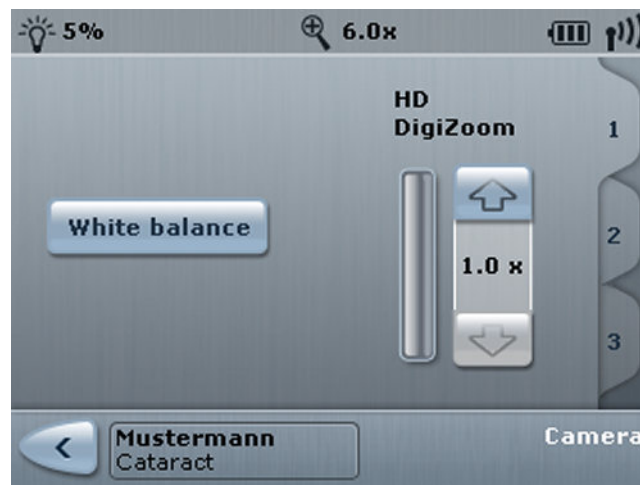 5%
6.0x
HD
DigiZoom
1
White balance
2
1.0 x
3
Mustermann
Cataract
Camera